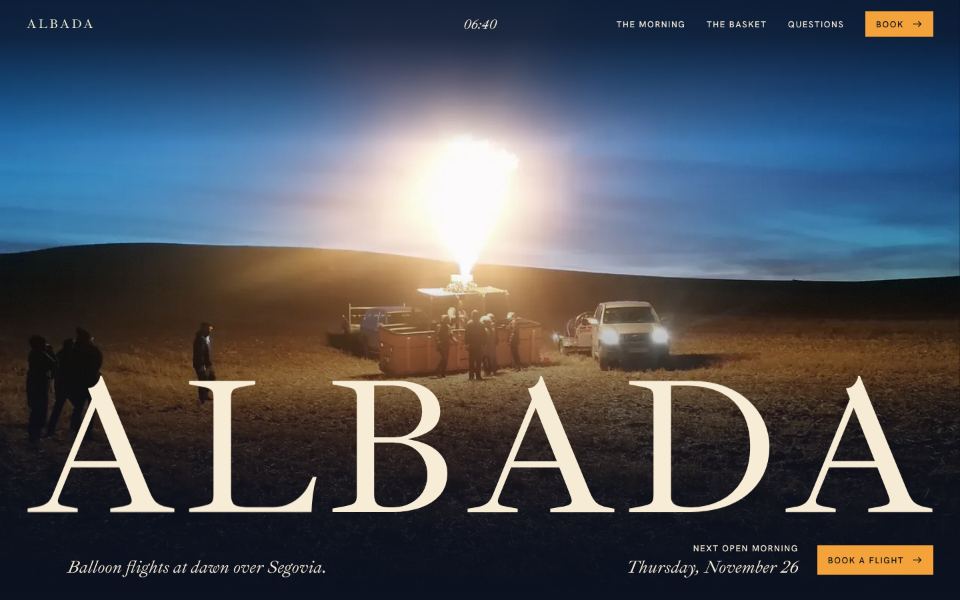 ALBADA
06:40
THE MORNING
THE BASKET
QUESTIONS
BOOK →
ALBADA
Balloon flights at dawn over Segovia.
NEXT OPEN MORNING
Thursday, November 26
BOOK A FLIGHT →